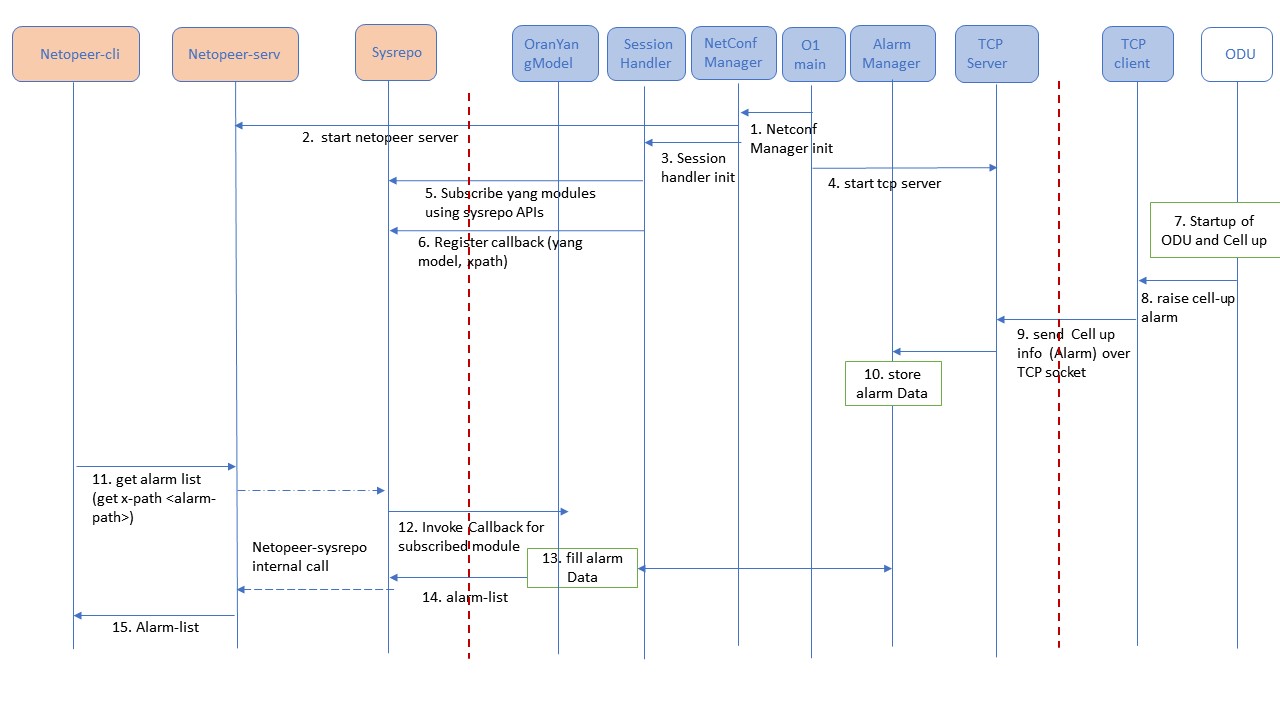 Netopeer-cli
Netopeer-serv
Sysrepo
OranYan
gModel
Session
Handler
NetConf
Manager
O1
main
Alarm
Manager
TCP
Server
TCP
client
ODU
1. Netconf
Manager init
2. start netopeer server
3. Session
handler init
4. start tcp server
5. Subscribe yang modules
using sysrepo APIs
6. Register callback (yang
model, xpath)
7. Startup of
ODU and Cell up
8. raise cell-up
alarm
9. send Cell up
info (Alarm) over
TCP socket
10. store
alarm Data
11. get alarm list
(get x-path <alarm-
path>)
12. Invoke Callback for
subscribed module
Netopeer-sysrepo
internal call
13. fill alarm
Data
14. alarm-list
15. Alarm-list